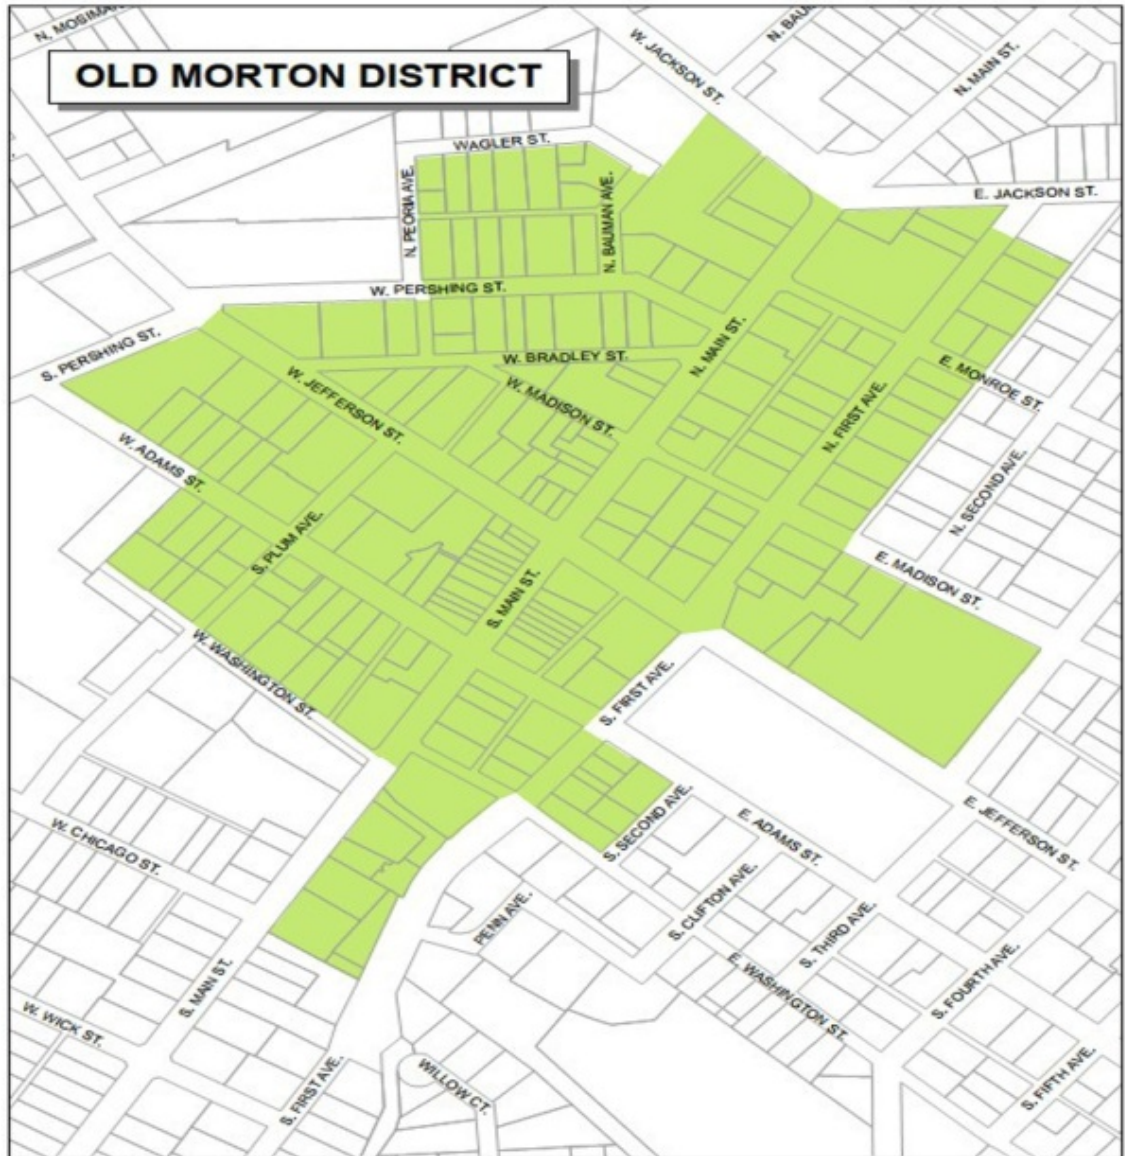 N. MOSIMAN
N. BAU
W. JACKSON ST.
N. MAIN ST.
OLD MORTON DISTRICT
WAGLER ST.
N. PEORIA AVE.
N. BAUMAN AVE.
E. JACKSON ST.
W. PERSHING ST.
S. PERSHING ST.
W. BRADLEY ST.
N. MAIN ST.
W. JEFFERSON ST.
W. MADISON ST.
E. MONROE ST.
N. FIRST AVE.
W. ADAMS ST.
N. SECOND AVE.
S. PLUM AVE.
S. MAIN ST.
E. MADISON ST.
W. WASHINGTON ST.
S. FIRST AVE.
S. SECOND AVE.
E. ADAMS ST.
E. JEFFERSON ST.
W. CHICAGO ST.
PENN AVE.
S. CLIFTON AVE.
S. THIRD AVE.
S. MAIN ST.
E. WASHINGTON ST.
S. FOURTH AVE.
W. WICK ST.
S. FIRST AVE.
WILLOW CT.
S. FIFTH AVE.